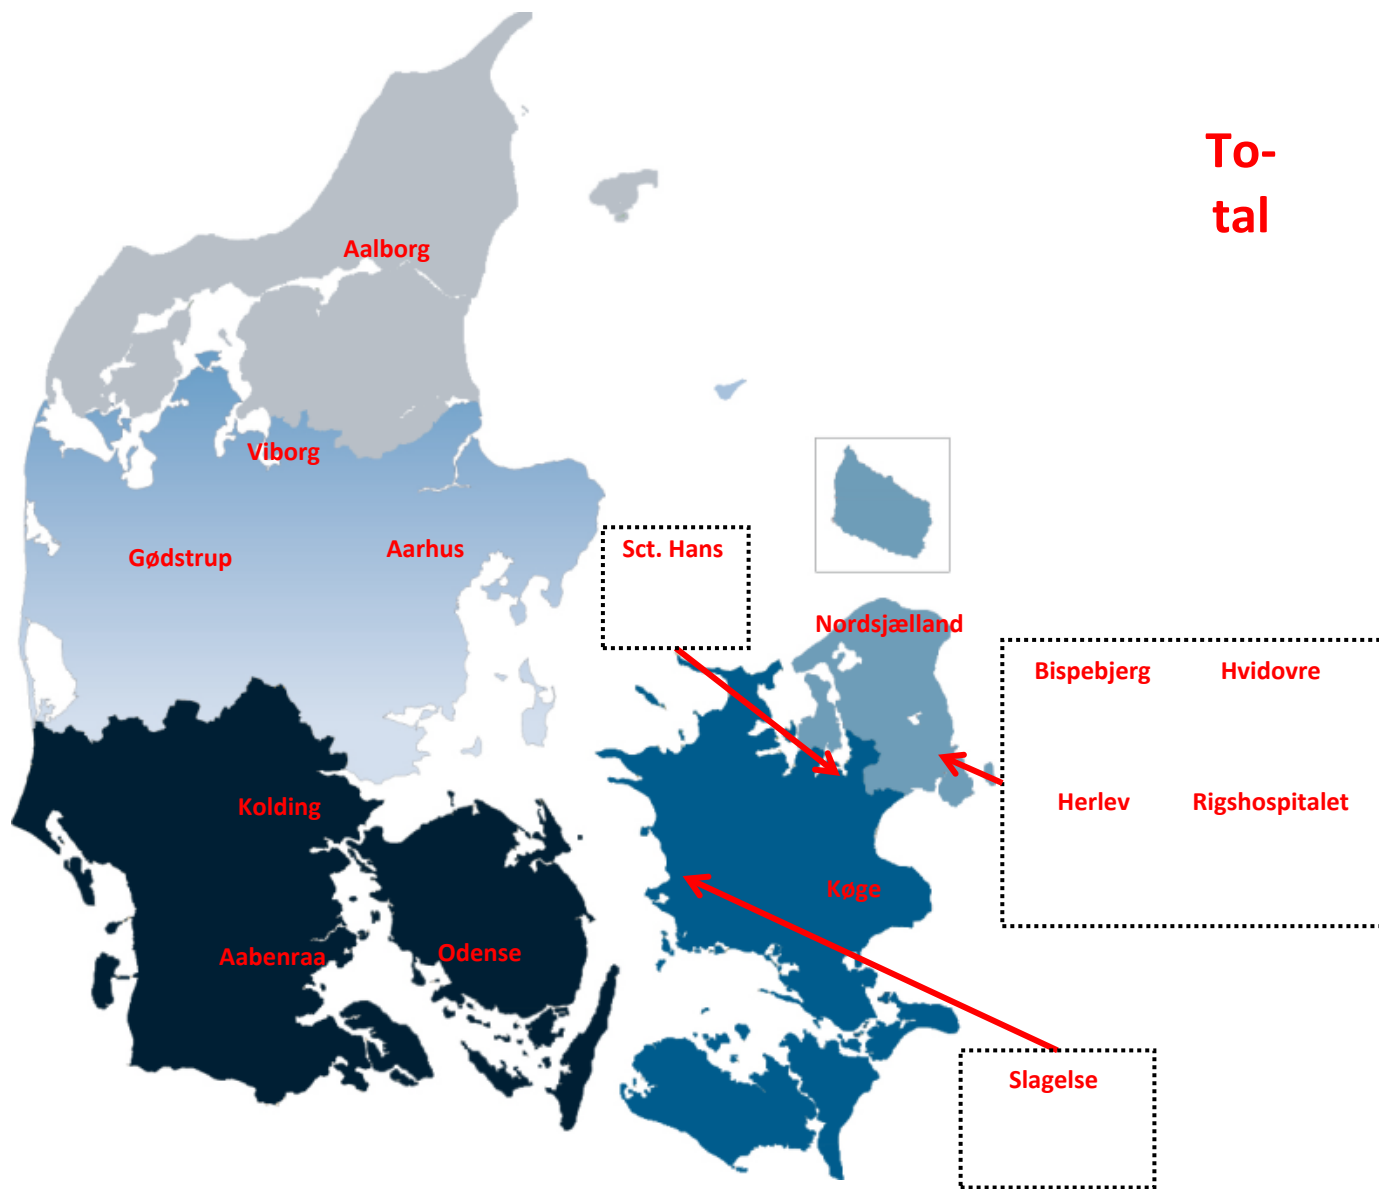 To-
tal
Aalborg
Viborg
Gødstrup
Aarhus
Sct. Hans
Nordsjælland
Bispebjerg
Hvidovre
Herlev
Rigshospitalet
Kolding
Køge
Aabenraa
Odense
Slagelse